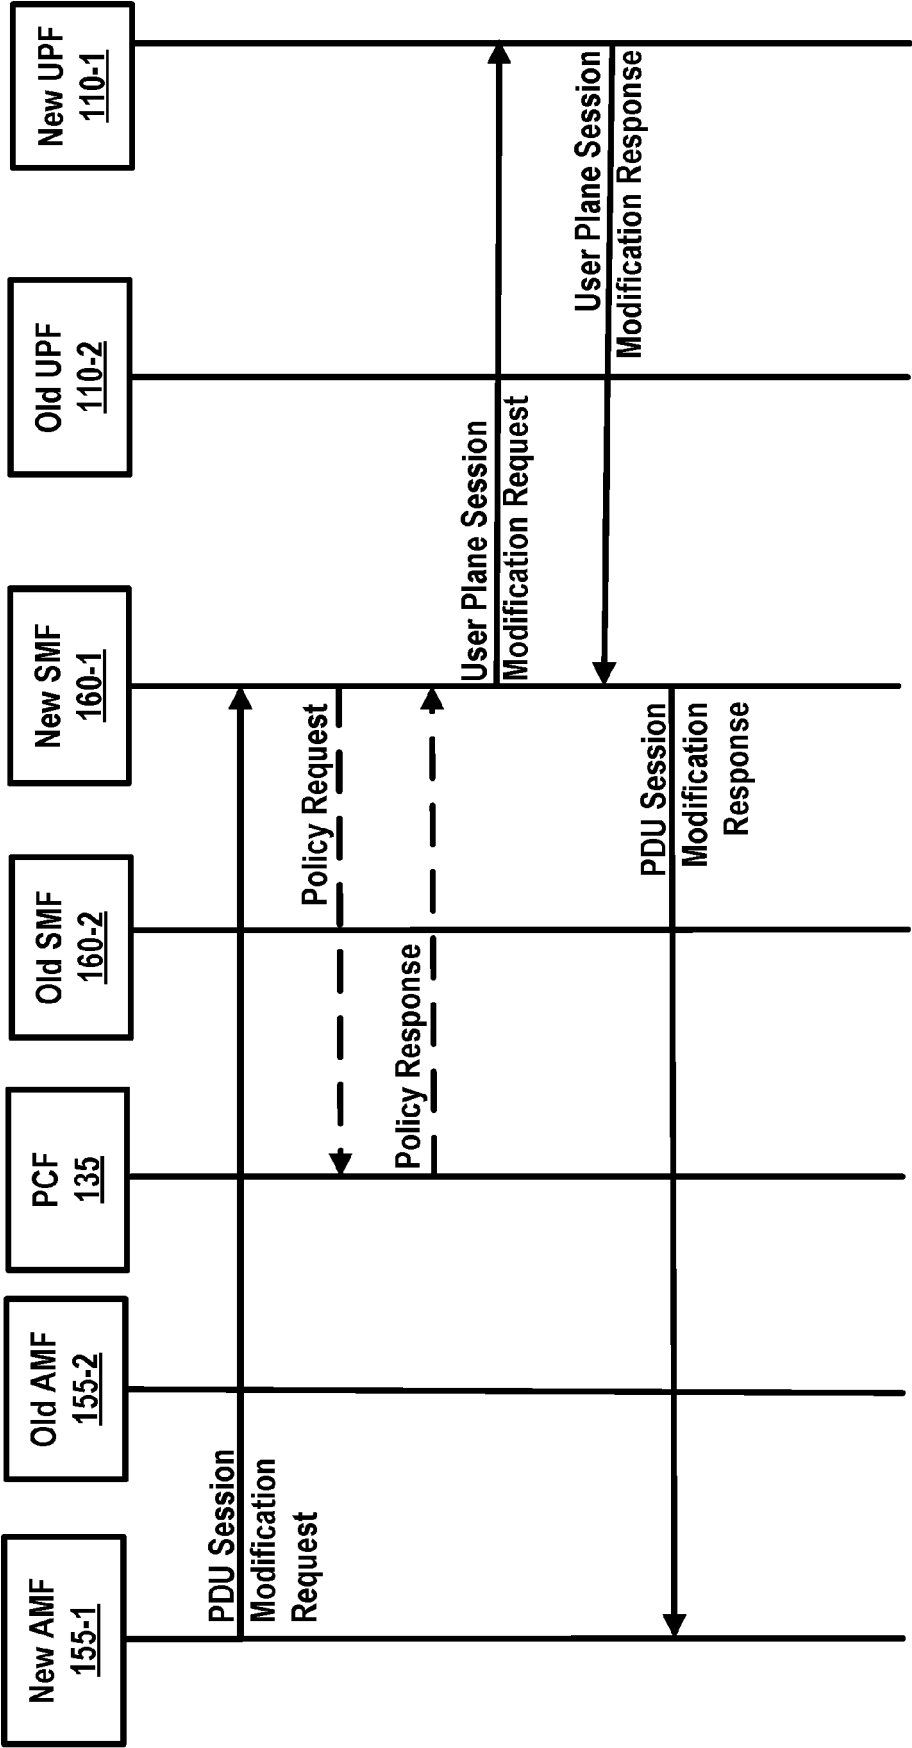 New AMF
155-1
Old AMF
155-2
PCF
135
Old SMF
160-2
New SMF
160-1
Old UPF
110-2
New UPF
110-1
PDU Session
Modification
Request
Policy Request
Policy Response
User Plane Session
Modification Request
User Plane Session
Modification Response
PDU Session
Modification
Response